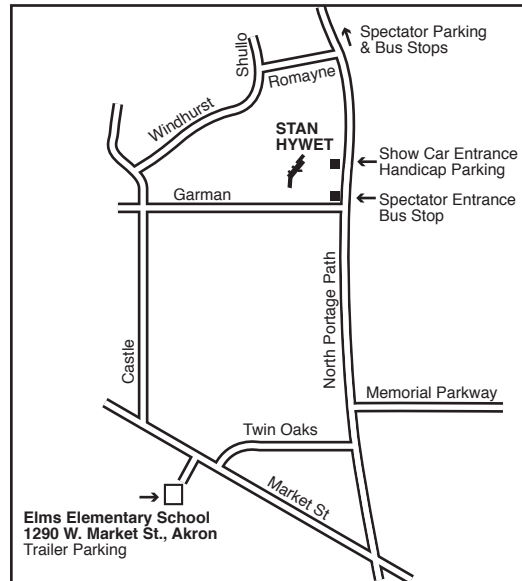 Spectator Parking
& Bus Stops
Shullo
Romayne
Windhurst
STAN
HYWET
Show Car Entrance
Handicap Parking
Garman
Spectator Entrance
Bus Stop
North Portage Path
Castle
Memorial Parkway
Twin Oaks
Market St
Elms Elementary School
1290 W. Market St., Akron
Trailer Parking